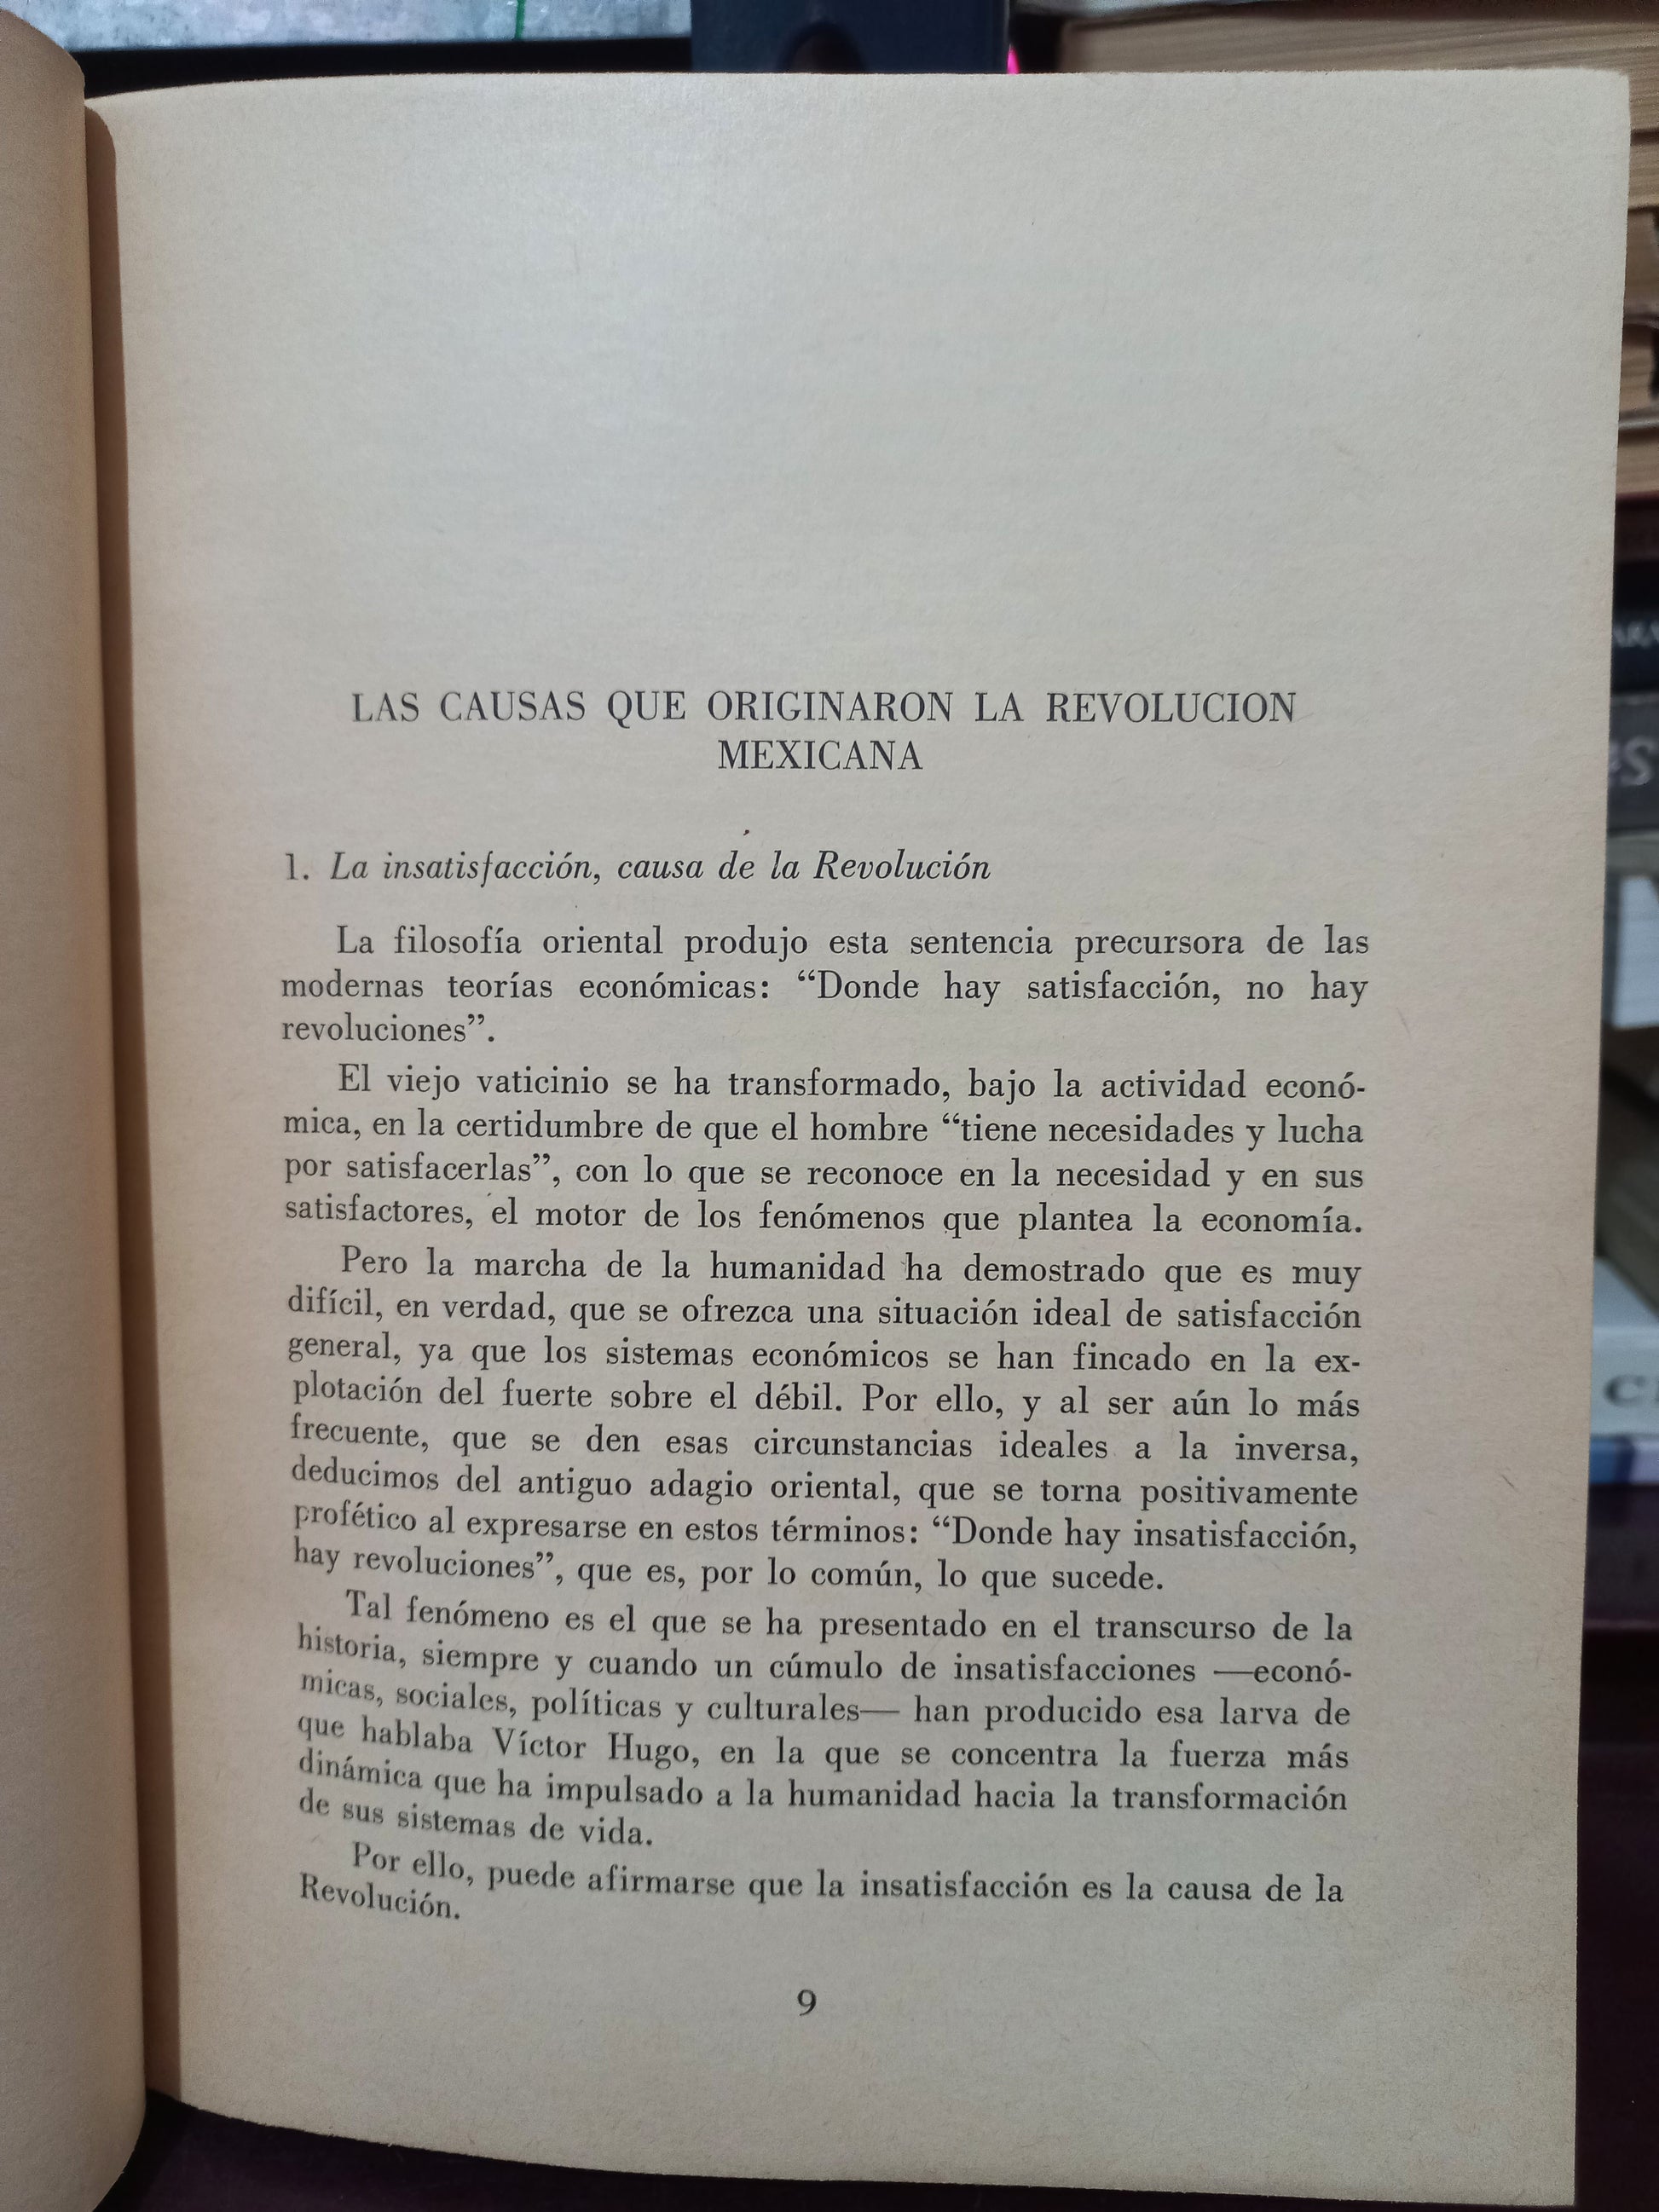 LAS CAUSAS QUE ORIGINARON LA REVOLUCION
MEXICANA
1. La insatisfacción, causa de la Revolución
La filosofía oriental produjo esta sentencia precursora de las
modernas teorías económicas: “Donde hay satisfacción, no hay
revoluciones”.
El viejo vaticinio se ha transformado, bajo la actividad econó-
mica, en la certidumbre de que el hombre “tiene necesidades y lucha
por satisfacerlas”, con lo que se reconoce en la necesidad y en sus
satisfactores, el motor de los fenómenos que plantea la economía.
Pero la marcha de la humanidad ha demostrado que es muy
difícil, en verdad, que se ofrezca una situación ideal de satisfacción
general, ya que los sistemas económicos se han fincado en la ex-
plotación del fuerte sobre el débil. Por ello, y al ser aún lo más
frecuente, que se den esas circunstancias ideales a la inversa,
deducimos del antiguo adagio oriental, que se torna positivamente
profético al expresarse en estos términos: “Donde hay insatisfacción,
hay revoluciones”, que es, por lo común, lo que sucede.
Tal fenómeno es el que se ha presentado en el transcurso de la
historia, siempre y cuando un cúmulo de insatisfacciones —econó-
micas, sociales, políticas y culturales— han producido esa larva de
que hablaba Víctor Hugo, en la que se concentra la fuerza más
dinámica que ha impulsado a la humanidad hacia la transformación
de sus sistemas de vida.
Por ello, puede afirmarse que la insatisfacción es la causa de la
Revolución.
9